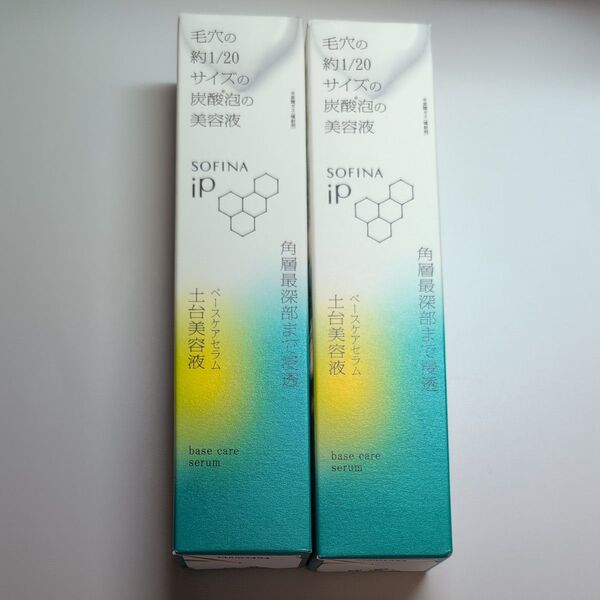 毛穴の
約1/20
サイズの
炭酸*泡の
美容液
SOFINA
iP
角層最深部まで浸透
ベースケアセラム
土台美容液
base care
serum
毛穴の
約1/20
サイズの
炭酸*泡の
美容液
SOFINA
iP
角層最深部まで浸透
ベースケアセラム
土台美容液
base care
serum